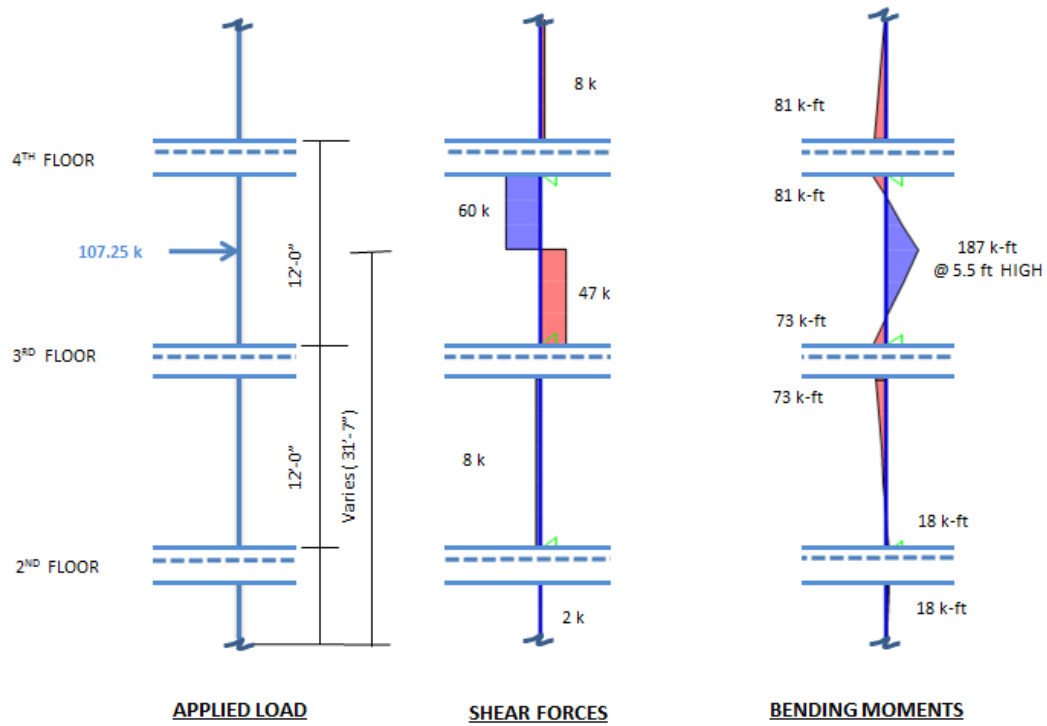 8 k
81 k-ft
4TH FLOOR
60 k
81 k-ft
107.25 k
12'-0"
187 k-ft
@ 5.5 ft HIGH
47 k
73 k-ft
3RD FLOOR
73 k-ft
12'-0"
Varies ( 31'-7")
8 k
18 k-ft
2ND FLOOR
18 k-ft
2 k
APPLIED LOAD
SHEAR FORCES
BENDING MOMENTS